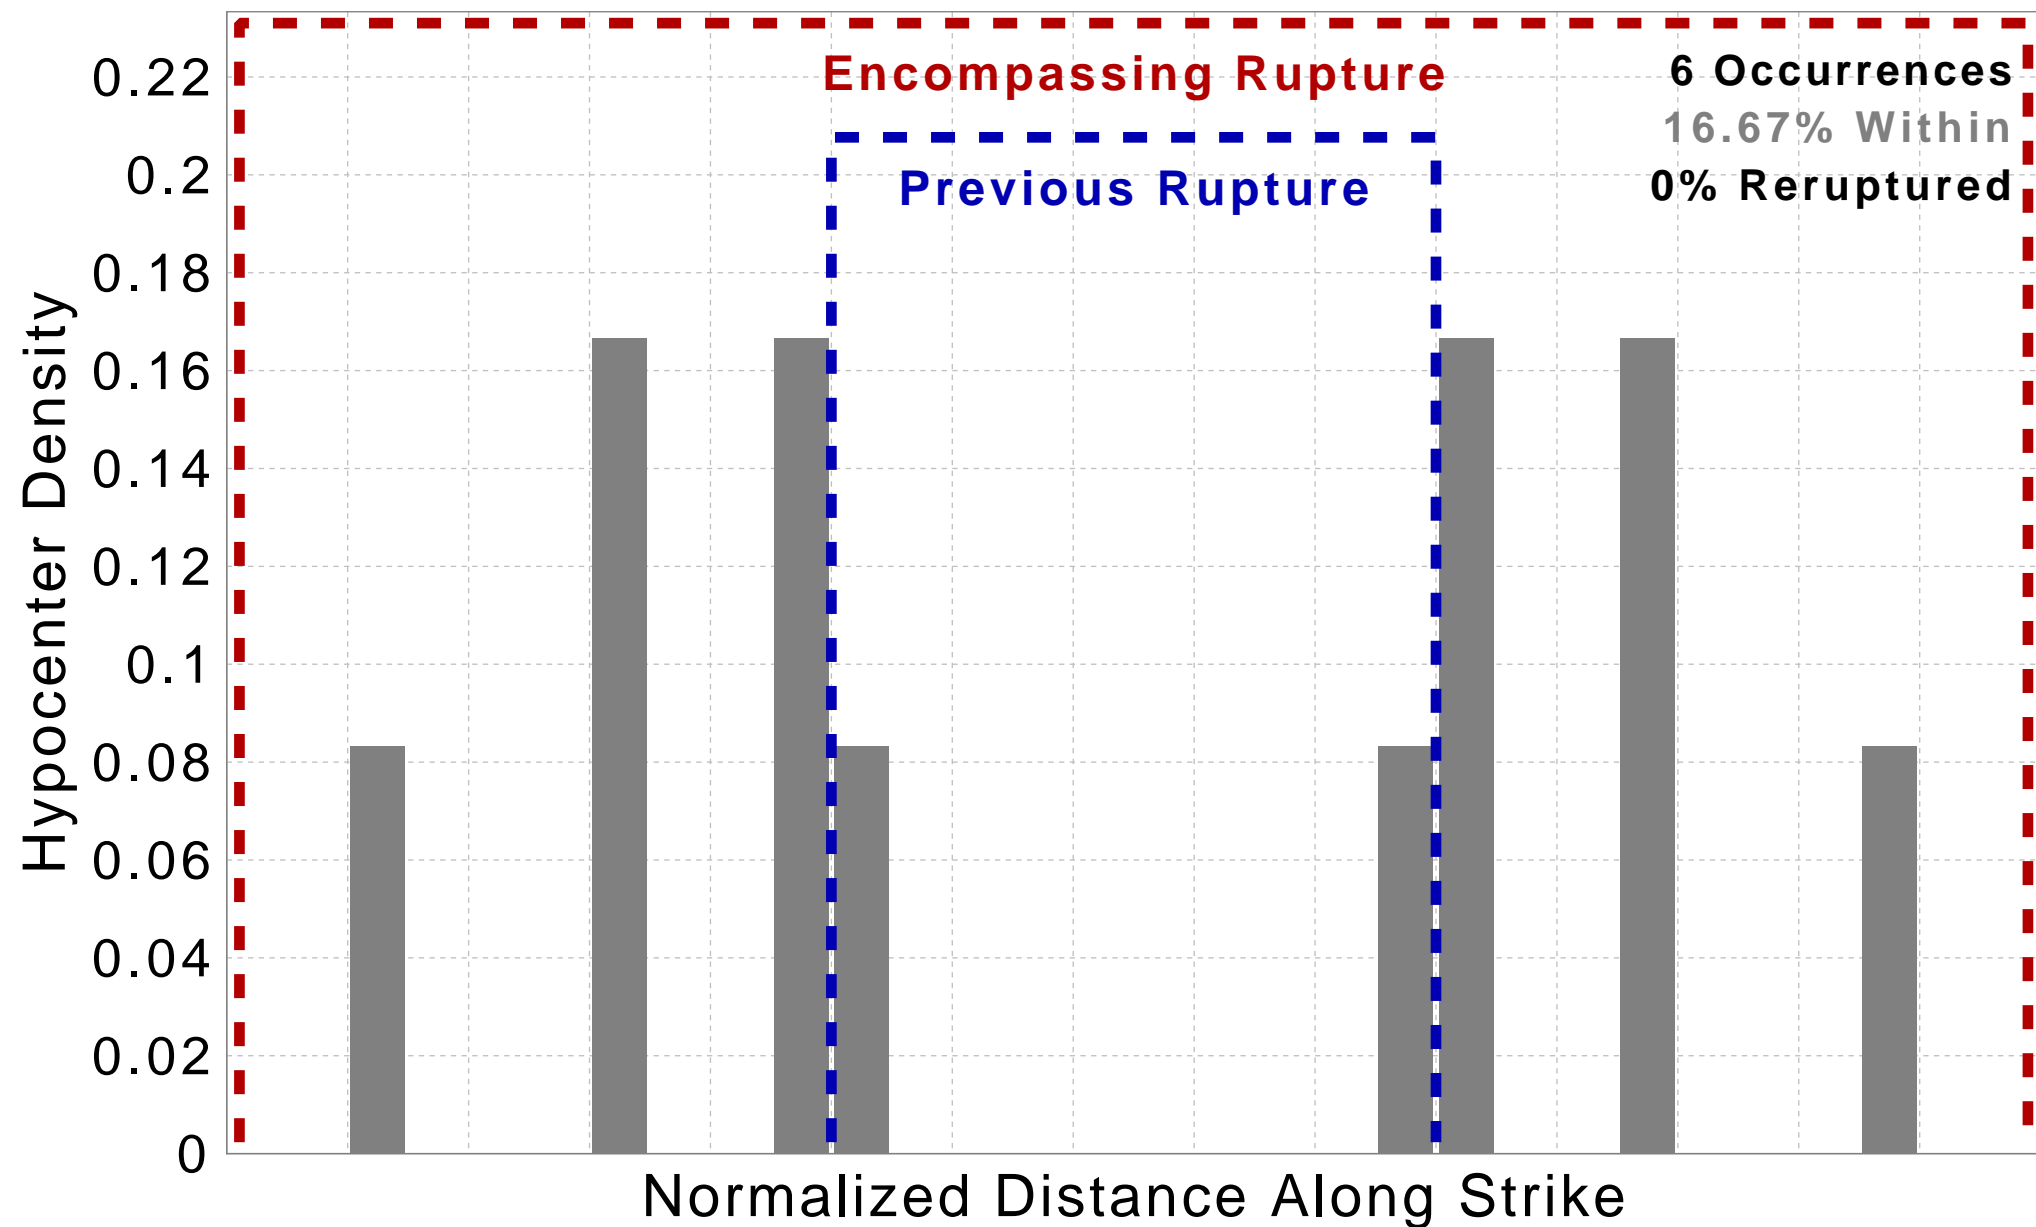 Encompassing Rupture
6 Occurrences
16.67% Within
Previous Rupture
0% Reruptured
Hypocenter Density
0.22
0.2
0.18
0.16
0.14
0.12
0.1
0.08
0.06
0.04
0.02
0
Normalized Distance Along Strike